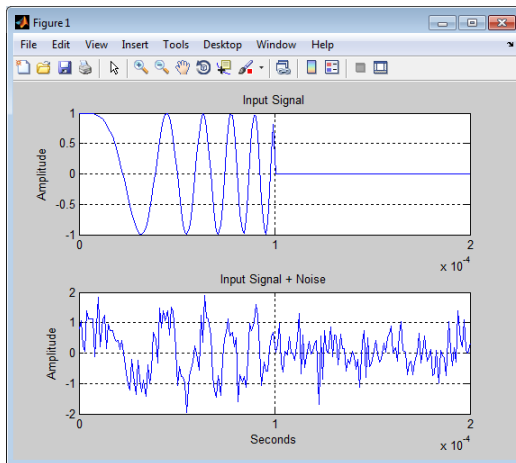 Figure 1
File Edit View Insert Tools Desktop Window Help
Input Signal
Amplitude
1
0.5
0
-0.5
-1
0 1 2
x 10^-4
Input Signal + Noise
Amplitude
2
1
0
-1
-2
0 1 2
Seconds
x 10^-4